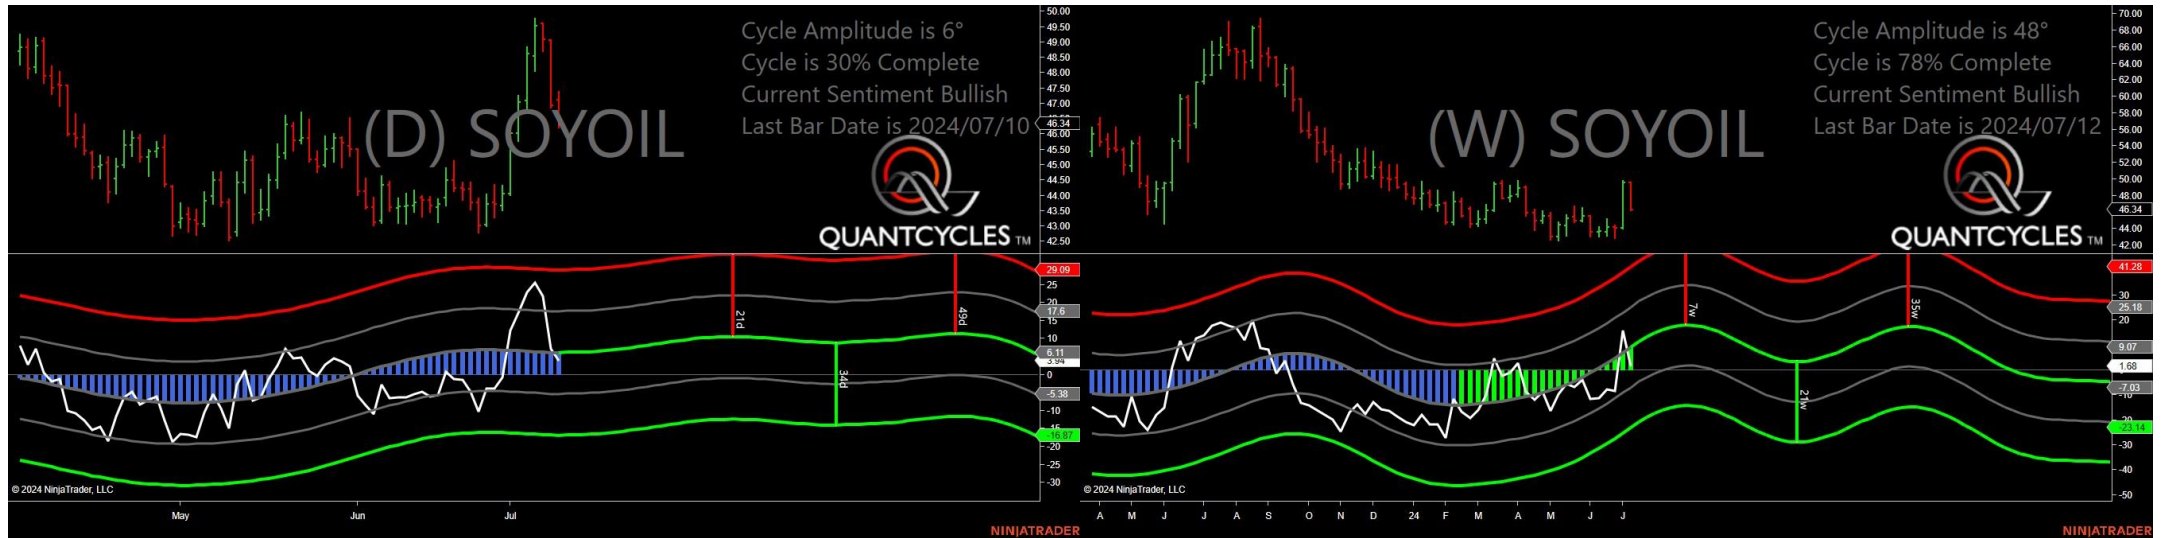 Cycle Amplitude is 6°
Cycle is 30% Complete
Current Sentiment Bullish
Last Bar Date is 2024/07/10
(D) SOYOIL
QUANTCYCLES TM
50.00
49.50
49.00
48.50
48.00
47.50
47.00
46.34
46.00
45.50
45.00
44.50
44.00
43.50
43.00
42.50
29.09
25
20
17.6
15
10
6.11
3.94
0
-5.38
-10
-15
-16.87
-20
-25
-30
21d
34d
49d
© 2024 NinjaTrader, LLC
May
Jun
Jul
NINJATRADER
Cycle Amplitude is 48°
Cycle is 78% Complete
Current Sentiment Bullish
Last Bar Date is 2024/07/12
(W) SOYOIL
QUANTCYCLES TM
70.00
68.00
66.00
64.00
62.00
60.00
58.00
56.00
54.00
52.00
50.00
48.00
46.34
44.00
42.00
41.28
30
25.18
20
9.07
1.68
-7.03
-10
-20
-23.14
-30
-40
-50
7w
21w
35w
© 2024 NinjaTrader, LLC
A
M
J
J
A
S
O
N
D
24
F
M
A
M
J
J
NINJATRADER